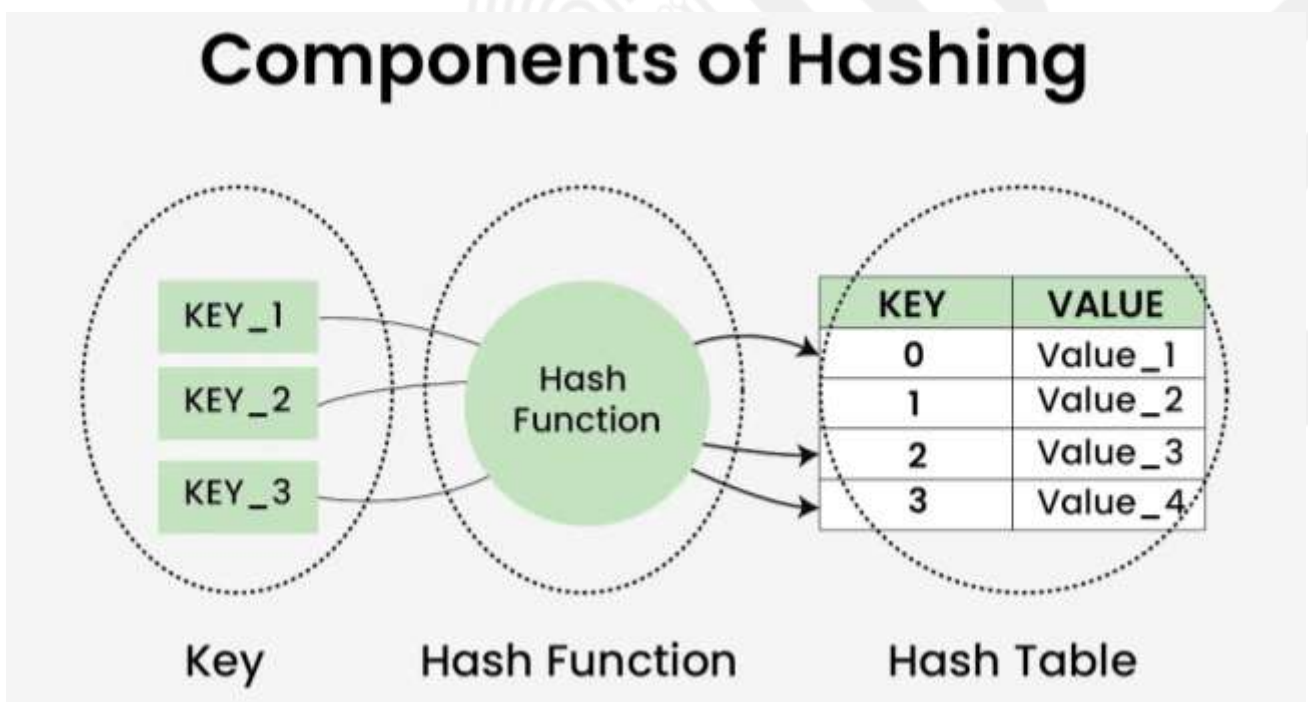 Components of Hashing
KEY_1
KEY_2
KEY_3
Hash
Function
KEY VALUE
0 Value_1
1 Value_2
2 Value_3
3 Value_4
Key
Hash Function
Hash Table